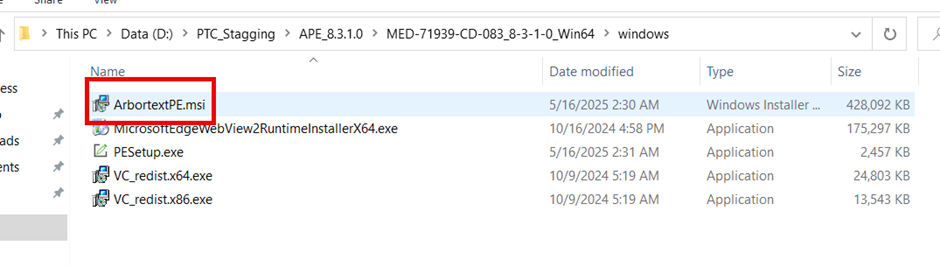 Share
View
This PC > Data (D:) > PTC_Stagging > APE_8.3.1.0 > MED-71939-CD-083_8-3-1-0_Win64 > windows
Name Date modified Type Size
ArbortextPE.msi 5/16/2025 2:30 AM Windows Installer ... 428,092 KB
MicrosoftEdgeWebView2RuntimeInstallerX64.exe 10/16/2024 4:58 PM Application 175,297 KB
PESetup.exe 5/16/2025 2:31 AM Application 2,457 KB
VC_redist.x64.exe 10/9/2024 5:19 AM Application 24,803 KB
VC_redist.x86.exe 10/9/2024 5:19 AM Application 13,543 KB